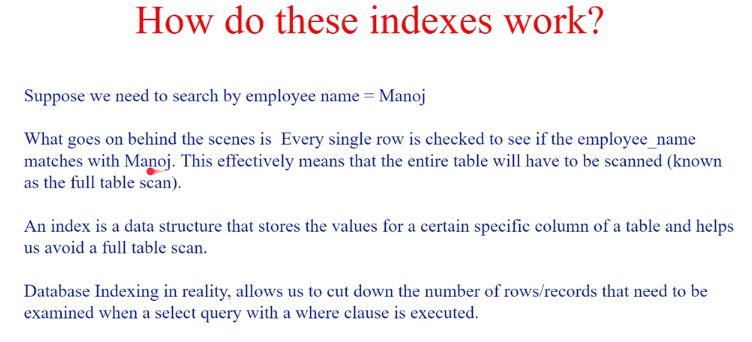 How do these indexes work?
Suppose we need to search by employee name = Manoj
What goes on behind the scenes is  Every single row is checked to see if the employee_name
matches with Manoj. This effectively means that the entire table will have to be scanned (known
as the full table scan).
An index is a data structure that stores the values for a certain specific column of a table and helps
us avoid a full table scan.
Database Indexing in reality, allows us to cut down the number of rows/records that need to be
examined when a select query with a where clause is executed.